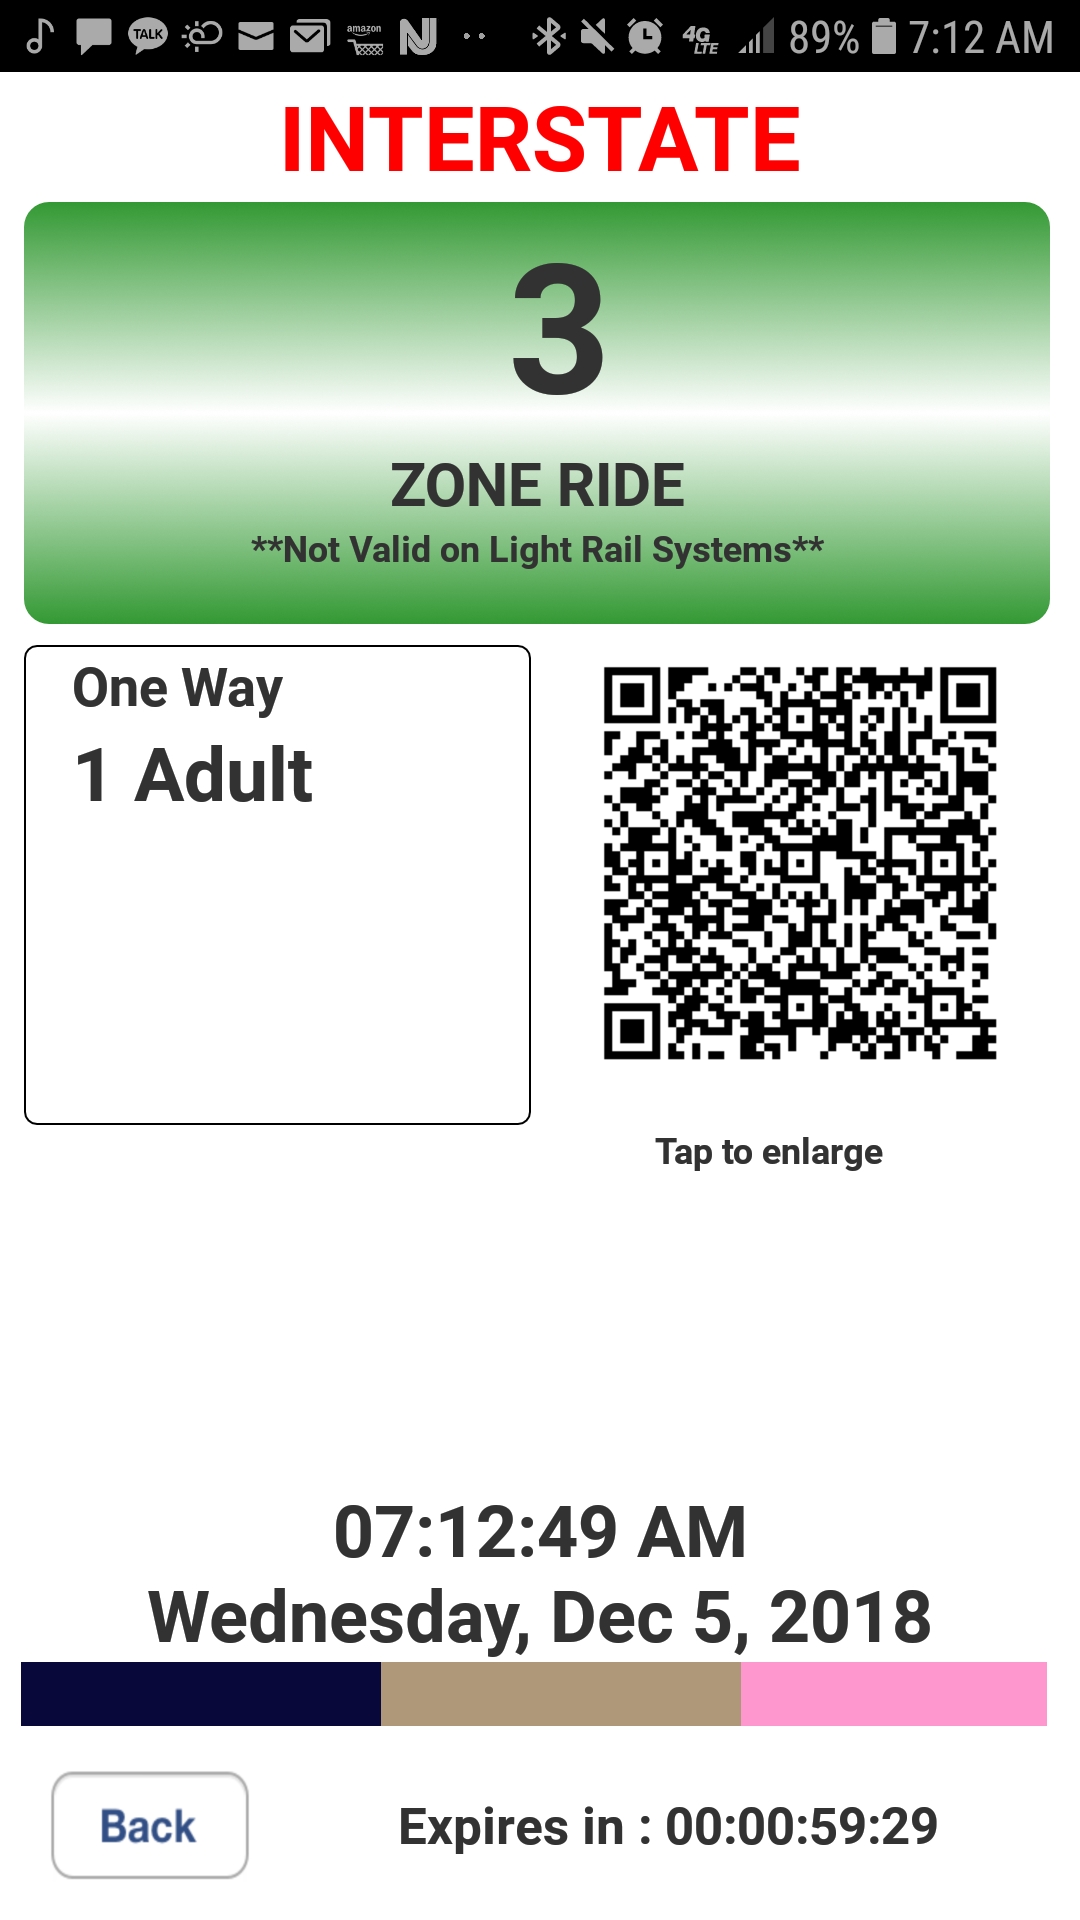 TALK amazon 4G LTE 89% 7:12 AM
INTERSTATE
3
ZONE RIDE
**Not Valid on Light Rail Systems**
One Way
1 Adult
Tap to enlarge
07:12:49 AM
Wednesday, Dec 5, 2018
Back
Expires in : 00:00:59:29